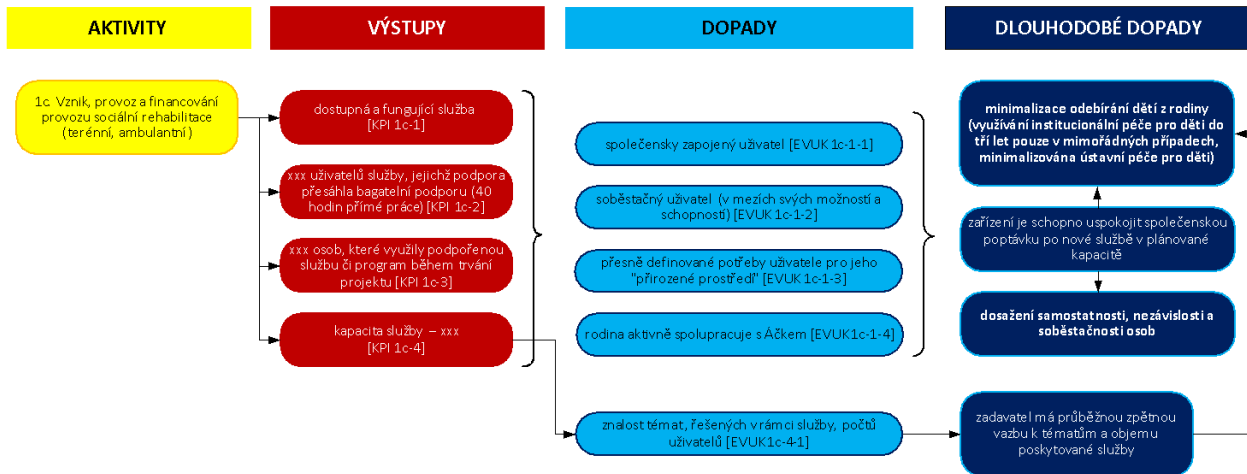 AKTIVITY
VÝSTUPY
DOPADY
DLOUHODOBÉ DOPADY
1c. Vznik, provoz a financování
provozu sociální rehabilitace
(terénní, ambulantní )
dostupná a fungující služba
[KPI 1c-1]
xxx uživatelů služby, jejichž podpora
přesáhla bagatelní podporu (40
hodin přímé práce) [KPI 1c-2]
xxx osob, které využily podpořenou
službu či program během trvání
projektu [KPI 1c-3]
kapacita služby – xxx
[KPI 1c-4]
společensky zapojený uživatel [EVUK 1c-1-1]
soběstačný uživatel (v mezích svých možností a
schopností) [EVUK 1c-1-2]
přesně definované potřeby uživatele pro jeho
"přirozené prostředí" [EVUK 1c-1-3]
rodina aktivně spolupracuje s Áčkem [EVUK1c-1-4]
znalost témat, řešených v rámci služby, počtů
uživatelů [EVUK1c-4-1]
minimalizace odebírání dětí z rodiny
(využívání institucionální péče pro děti do
tří let pouze v mimořádných případech,
minimalizována ústavní péče pro děti)
zařízení je schopno uspokojit společenskou
poptávku po nové službě v plánované
kapacitě
dosažení samostatnosti, nezávislosti a
soběstačnosti osob
zadavatel má průběžnou zpětnou
vazbu k tématům a objemu
poskytované služby